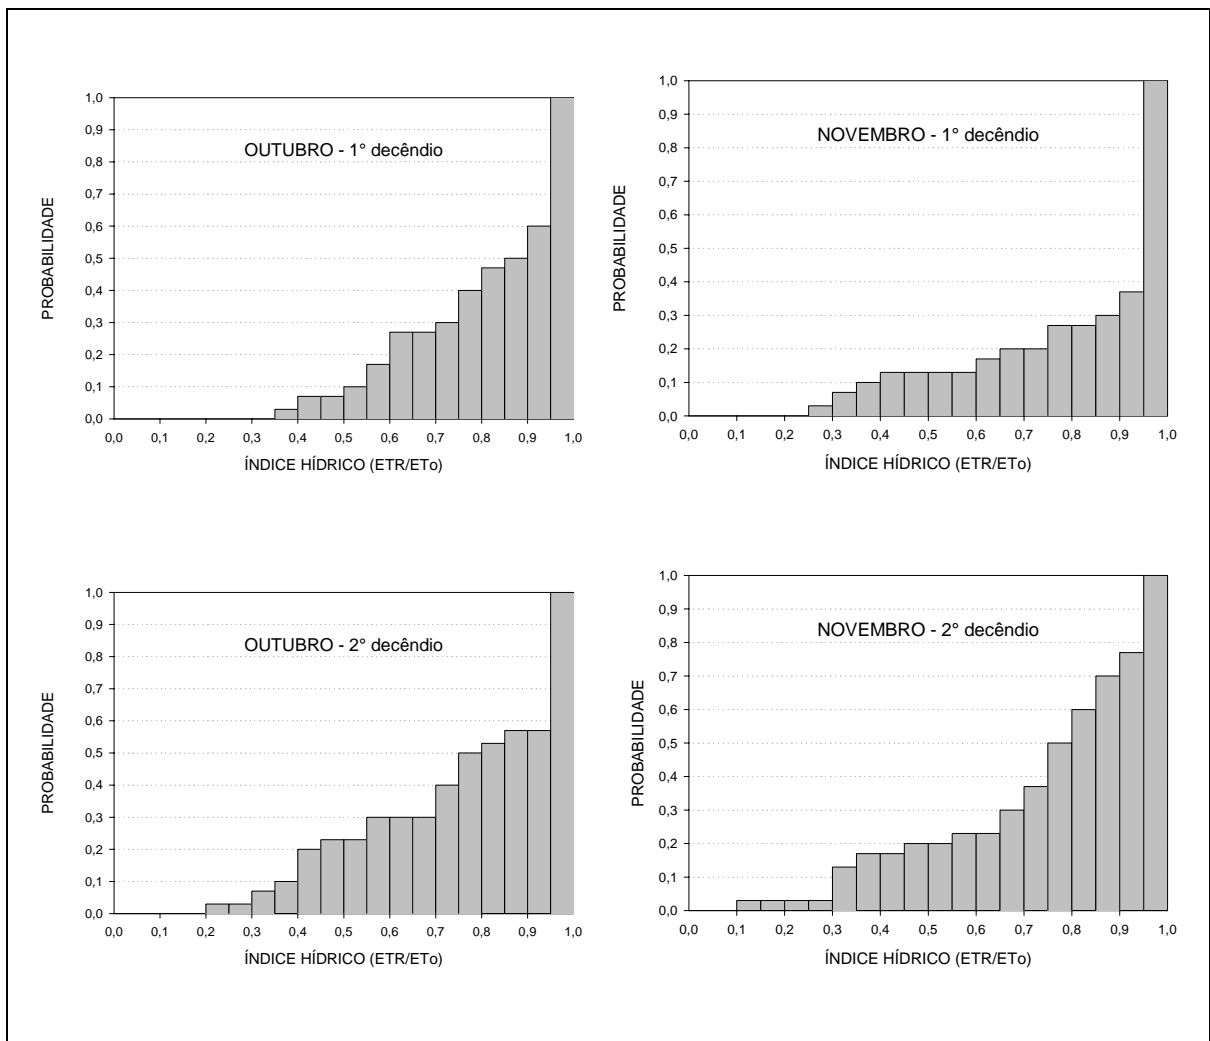 OUTUBRO - 1° decêndio
PROBABILIDADE
1,0
0,9
0,8
0,7
0,6
0,5
0,4
0,3
0,2
0,1
0,0
0,0 0,1 0,2 0,3 0,4 0,5 0,6 0,7 0,8 0,9 1,0
ÍNDICE HÍDRICO (ETR/ETo)
NOVEMBRO - 1° decêndio
PROBABILIDADE
1,0
0,9
0,8
0,7
0,6
0,5
0,4
0,3
0,2
0,1
0,0
0,0 0,1 0,2 0,3 0,4 0,5 0,6 0,7 0,8 0,9 1,0
ÍNDICE HÍDRICO (ETR/ETo)
OUTUBRO - 2° decêndio
PROBABILIDADE
1,0
0,9
0,8
0,7
0,6
0,5
0,4
0,3
0,2
0,1
0,0
0,0 0,1 0,2 0,3 0,4 0,5 0,6 0,7 0,8 0,9 1,0
ÍNDICE HÍDRICO (ETR/ETo)
NOVEMBRO - 2° decêndio
PROBABILIDADE
1,0
0,9
0,8
0,7
0,6
0,5
0,4
0,3
0,2
0,1
0,0
0,0 0,1 0,2 0,3 0,4 0,5 0,6 0,7 0,8 0,9 1,0
ÍNDICE HÍDRICO (ETR/ETo)